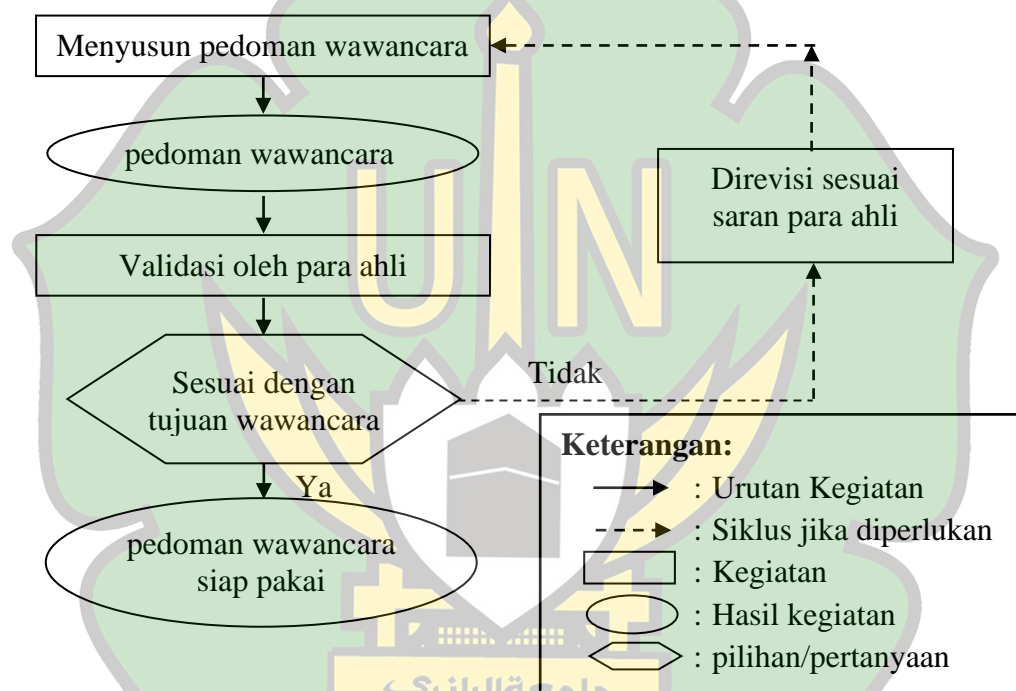 Menyusun pedoman wawancara
pedoman wawancara
Validasi oleh para ahli
Sesuai dengan
tujuan wawancara
Tidak
Direvisi sesuai
saran para ahli
Ya
pedoman wawancara
siap pakai
Keterangan:
: Urutan Kegiatan
: Siklus jika diperlukan
: Kegiatan
: Hasil kegiatan
: pilihan/pertanyaan
UIN